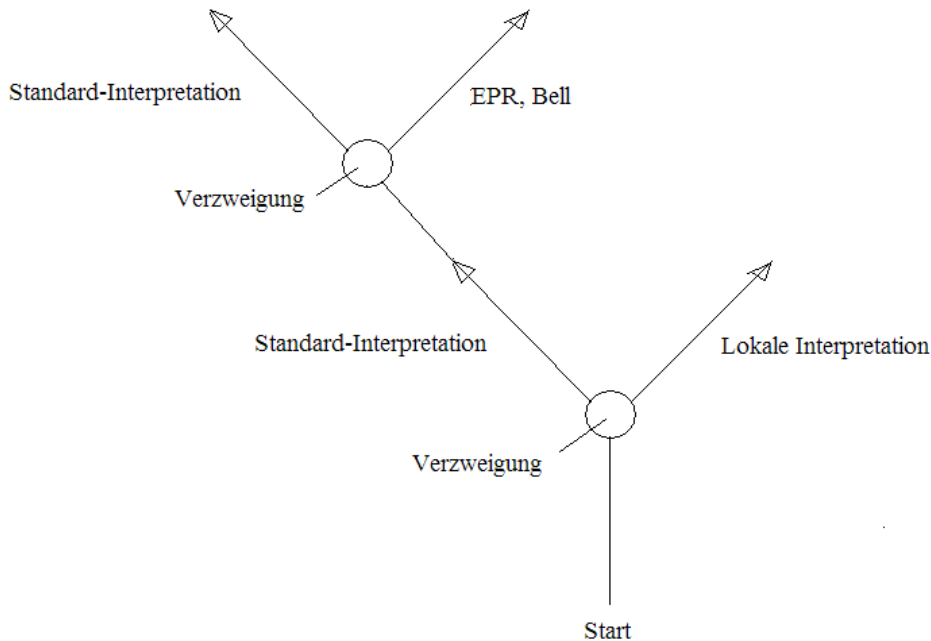 Standard-Interpretation
EPR, Bell
Verzweigung
Standard-Interpretation
Lokale Interpretation
Verzweigung
Start